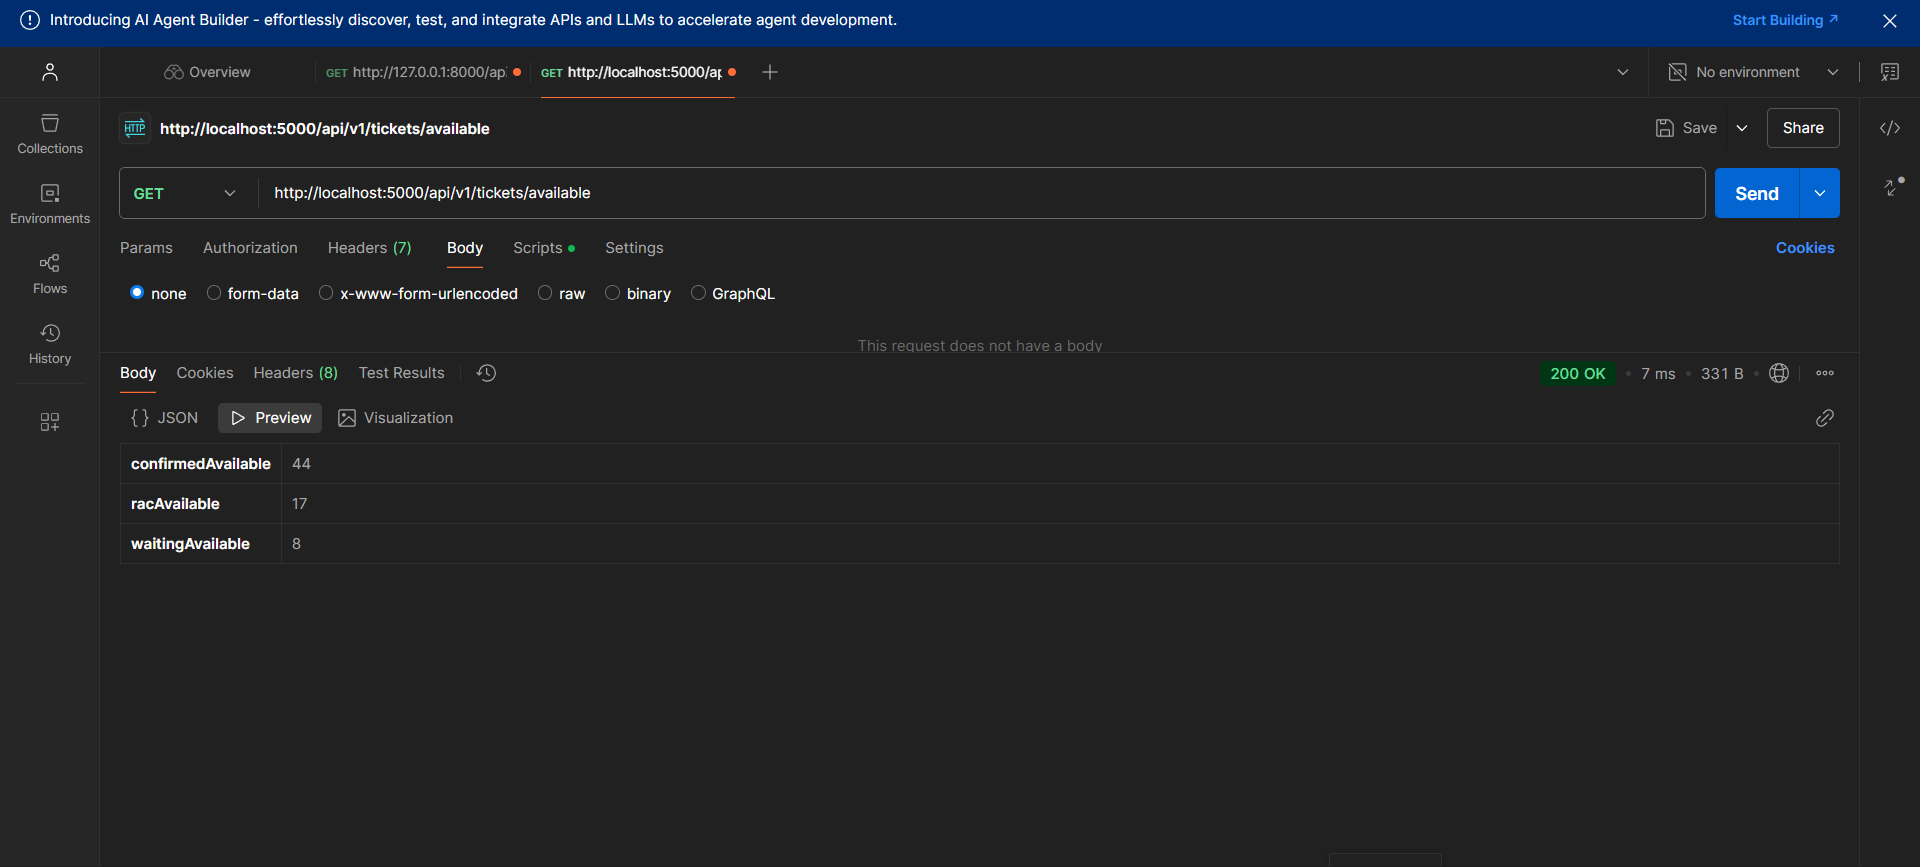 Introducing AI Agent Builder - effortlessly discover, test, and integrate APIs and LLMs to accelerate agent development.
Start Building
Overview
GET http://127.0.0.1:8000/ap
GET http://localhost:5000/ap
No environment
Collections
Environments
Flows
History
HTTP http://localhost:5000/api/v1/tickets/available
Save
Share
GET http://localhost:5000/api/v1/tickets/available
Send
Params Authorization Headers (7) Body Scripts Settings
Cookies
none form-data x-www-form-urlencoded raw binary GraphQL
This request does not have a body
Body Cookies Headers (8) Test Results
200 OK • 7 ms • 331 B
{} JSON Preview Visualization
confirmedAvailable 44
racAvailable 17
waitingAvailable 8